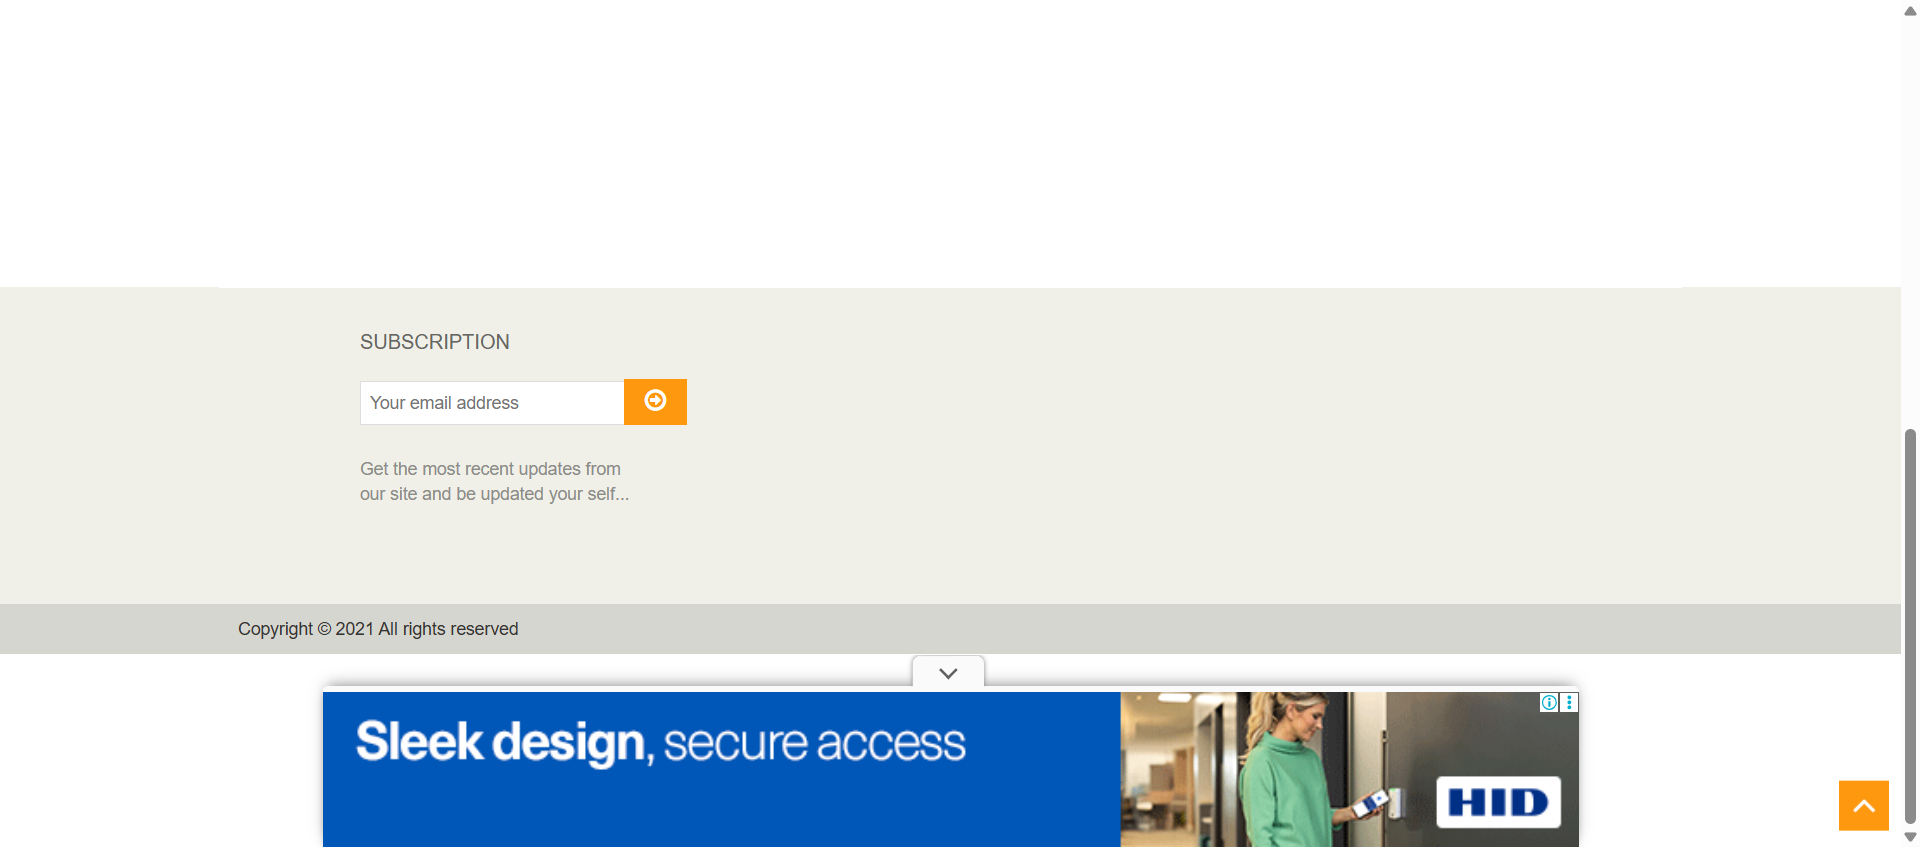 SUBSCRIPTION
Your email address
Get the most recent updates from
our site and be updated your self...
Copyright © 2021 All rights reserved
Sleek design, secure access
HID